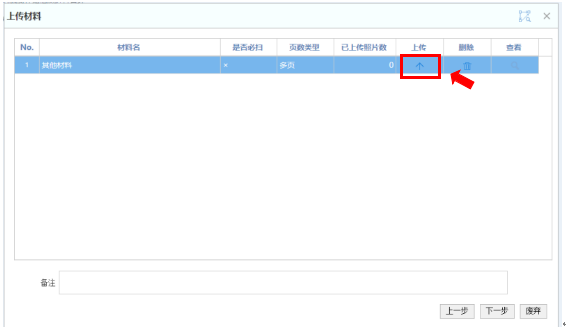 上传材料
No. 材料名 是否必扫 页数类型 已上传照片数 上传 删除 查看
1 其他材料 × 多页 0
备注
上一步 下一步 废弃